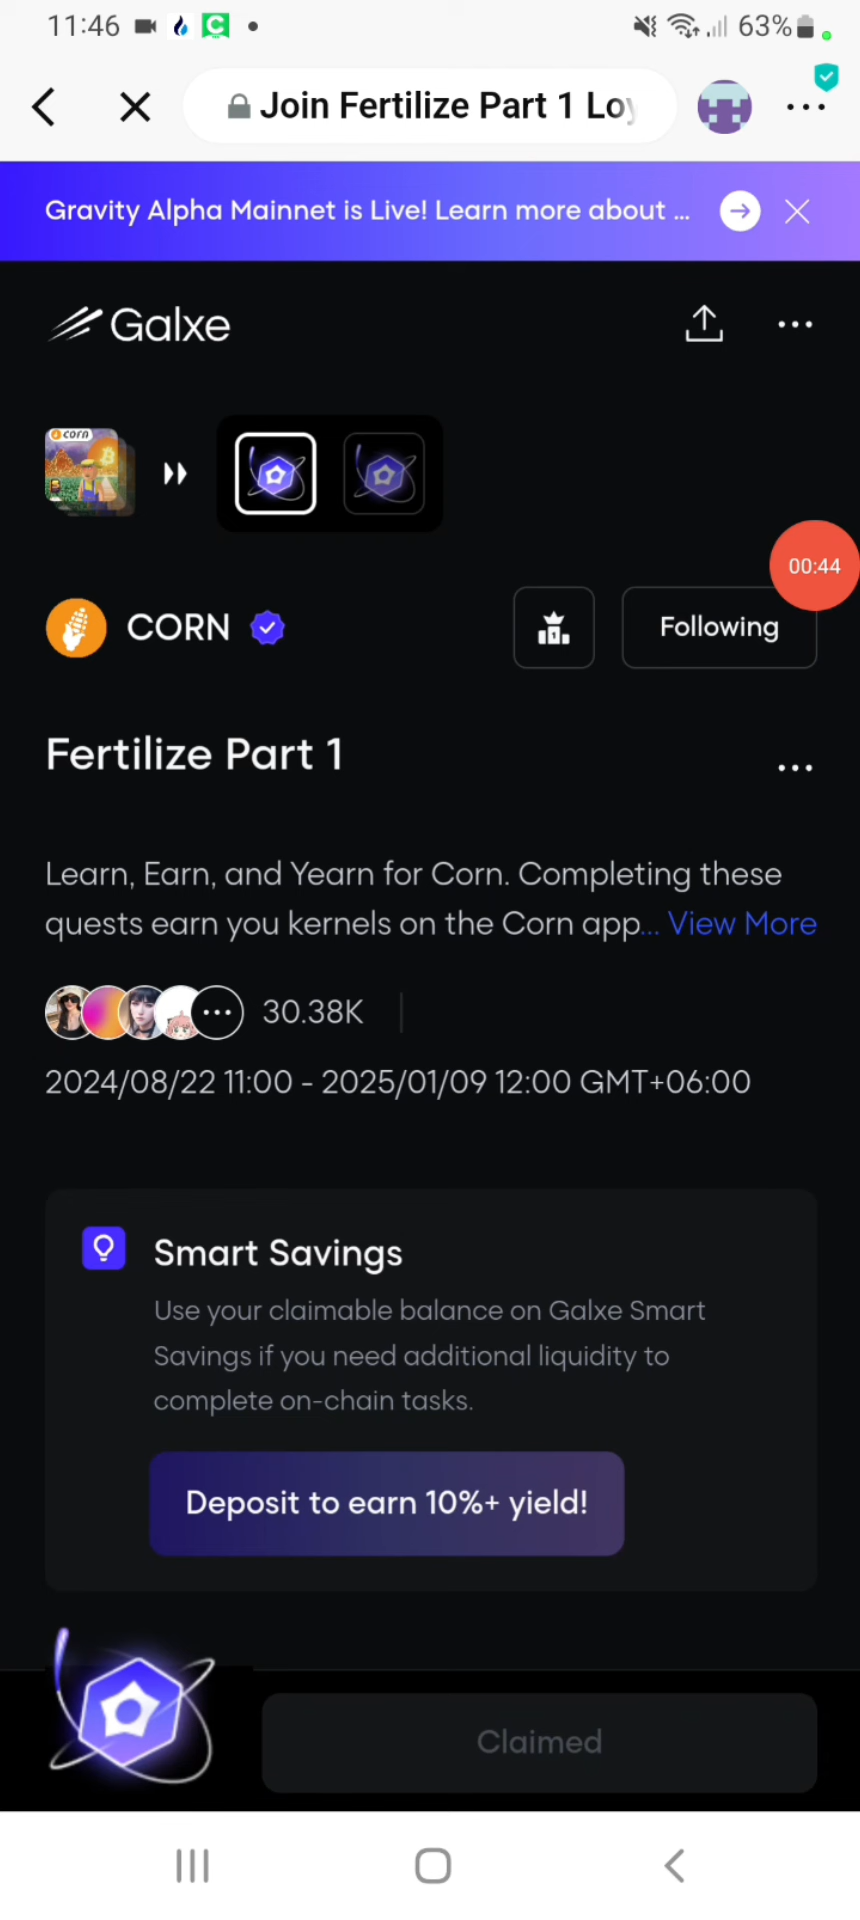 11:46
63%
Join Fertilize Part 1 Loy
Gravity Alpha Mainnet is Live! Learn more about ...
Galxe
corn
00:44
CORN
Following
Fertilize Part 1
Learn, Earn, and Yearn for Corn. Completing these
quests earn you kernels on the Corn app... View More
30.38K
2024/08/22 11:00 - 2025/01/09 12:00 GMT+06:00
Smart Savings
Use your claimable balance on Galxe Smart
Savings if you need additional liquidity to
complete on-chain tasks.
Deposit to earn 10%+ yield!
Claimed